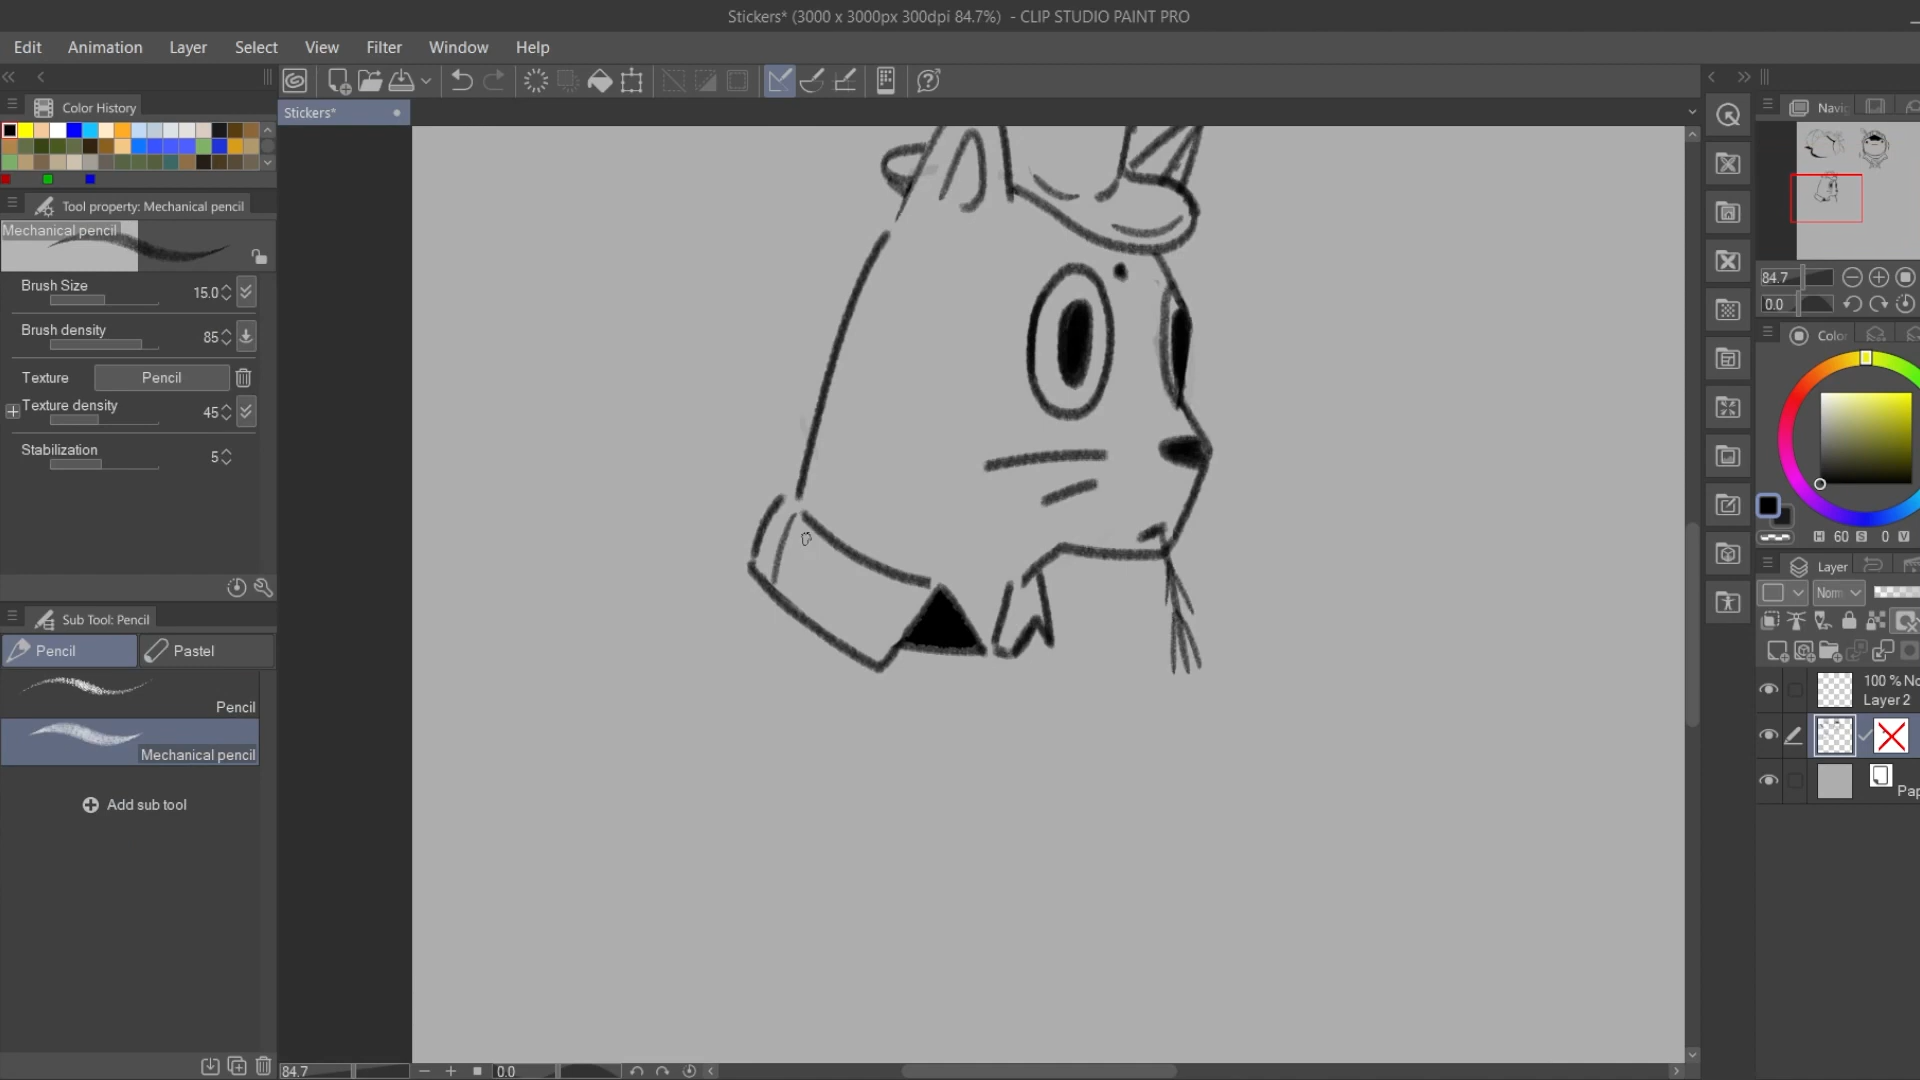 Stickers* (3000 x 3000px 300dpi 84.7%) - CLIP STUDIO PAINT PRO
Edit Animation Layer Select View Filter Window Help
Color History
Stickers*
Navi
Tool property: Mechanical pencil
Mechanical pencil
Brush Size 15.0
84.7
0.0
Brush density 85
Colo
Texture Pencil
Texture density 45
Stabilization 5
H 60 S 0 V
Layer
Norm
Sub Tool: Pencil
Pencil Pastel
Pencil
100 % No
Layer 2
Mechanical pencil
Pap
Add sub tool
84.7 0.0